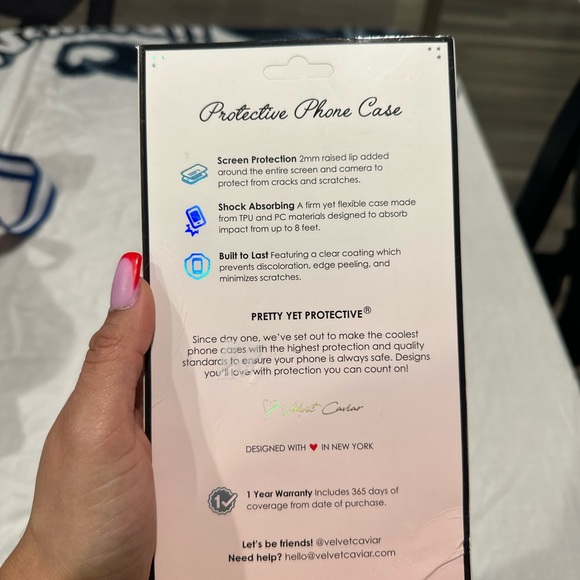 Protective Phone Case
Screen Protection 2mm raised lip added
around the entire screen and camera to
protect from cracks and scratches.
Shock Absorbing A firm yet flexible case made
from TPU and PC materials designed to absorb
impact from up to 8 feet.
Built to Last Featuring a clear coating which
prevents discoloration, edge peeling, and
minimizes scratches.
PRETTY YET PROTECTIVE®
Since day one, we've set out to make the coolest
phone cases with the highest protection and quality
standards to ensure your phone is always safe. Designs
you'll love with protection you can count on!
Velvet Caviar
DESIGNED WITH ♥ IN NEW YORK
1
1 Year Warranty Includes 365 days of
coverage from date of purchase.
Let's be friends! @velvetcaviar
Need help? hello@velvetcaviar.com